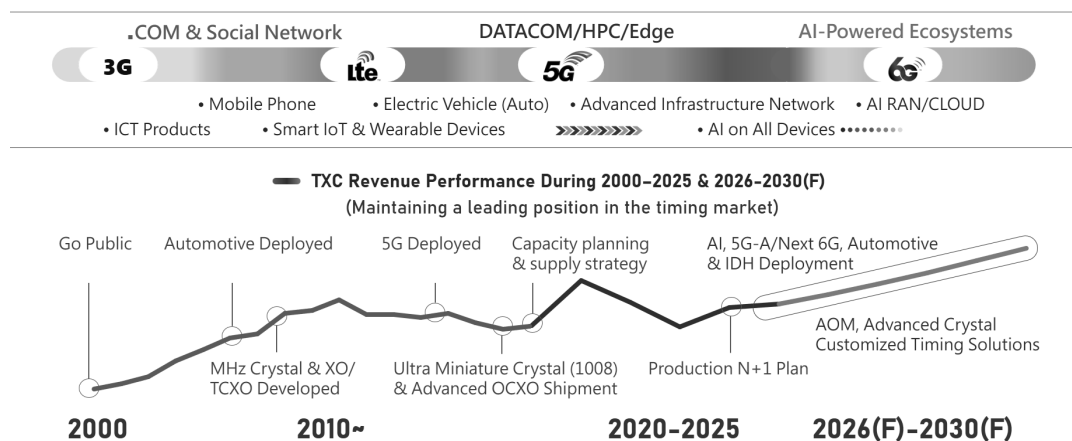 .COM & Social Network
DATACOM/HPC/Edge
AI-Powered Ecosystems
3G
Lte
5G
6G
• Mobile Phone
• Electric Vehicle (Auto)
• Advanced Infrastructure Network
• AI RAN/CLOUD
• ICT Products
• Smart IoT & Wearable Devices
• AI on All Devices
TXC Revenue Performance During 2000–2025 & 2026-2030(F)
(Maintaining a leading position in the timing market)
Go Public
Automotive Deployed
5G Deployed
Capacity planning
& supply strategy
AI, 5G-A/Next 6G, Automotive
& IDH Deployment
MHz Crystal & XO/
TCXO Developed
Ultra Miniature Crystal (1008)
& Advanced OCXO Shipment
Production N+1 Plan
AOM, Advanced Crystal
Customized Timing Solutions
2000
2010~
2020-2025
2026(F)-2030(F)